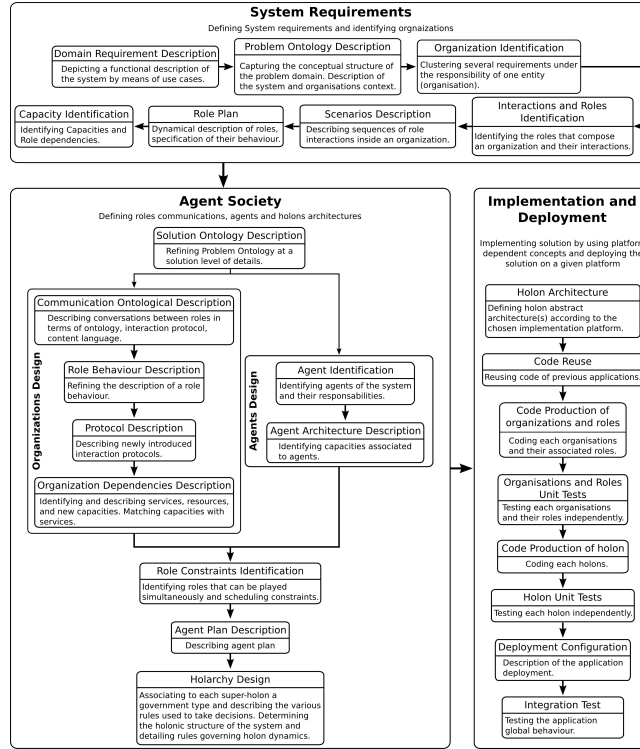 System Requirements
Defining System requirements and identifying orgnaizations
Domain Requirement Description
Depicting a functional description of
the system by means of use cases.
Problem Ontology Description
Capturing the conceptual structure of
the problem domain. Description of
the system and organisations context.
Organization Identification
Clustering several requirements under
the responsibility of one entity
(organisation).
Capacity Identification
Identifying Capacities and
Role dependencies.
Role Plan
Dynamical description of roles,
specification of their behaviour.
Scenarios Description
Describing sequences of role
interactions inside an organization.
Interactions and Roles
Identification
Identifying the roles that compose
an organization and their interactions.
Agent Society
Defining roles communications, agents and holons architectures
Solution Ontology Description
Refining Problem Ontology at a
solution level of details.
Organizations Design
Communication Ontological Description
Describing conversations between roles in
terms of ontology, interaction protocol,
content language.
Role Behaviour Description
Refining the description of a role
behaviour.
Protocol Description
Describing newly introduced
interaction protocols.
Organization Dependencies Description
Identifying and describing services, resources,
and new capacities. Matching capacities with
services.
Agents Design
Agent Identification
Identifying agents of the system
and their responsabilities.
Agent Architecture Description
Identifying capacities associated
to agents.
Role Constraints Identification
Identifying roles that can be played
simultaneously and scheduling constraints.
Agent Plan Description
Describing agent plan
Holarchy Design
Associating to each super-holon a
government type and describing the various
rules used to take decisions. Determining
the holonic structure of the system and
detailing rules governing holon dynamics.
Implementation and
Deployment
Implementing solution by using platform
dependent concepts and deploying the
solution on a given platform
Holon Architecture
Defining holon abstract
architecture(s) according to the
chosen implementation platform.
Code Reuse
Reusing code of previous applications.
Code Production of
organizations and roles
Coding each organisations
and their associated roles.
Organisations and Roles
Unit Tests
Testing each organisations
and their roles independently.
Code Production of holon
Coding each holons.
Holon Unit Tests
Testing each holon independently.
Deployment Configuration
Description of the application
deployment.
Integration Test
Testing the application
global behaviour.